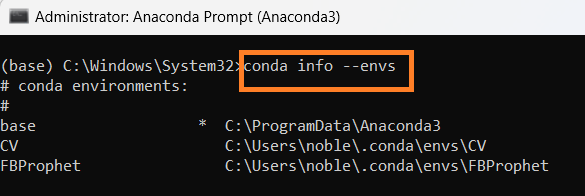 Administrator: Anaconda Prompt (Anaconda3)
(base) C:\Windows\System32>conda info --envs
# conda environments:
#
base                  *  C:\ProgramData\Anaconda3
CV                       C:\Users\noble\.conda\envs\CV
FBProphet                C:\Users\noble\.conda\envs\FBProphet